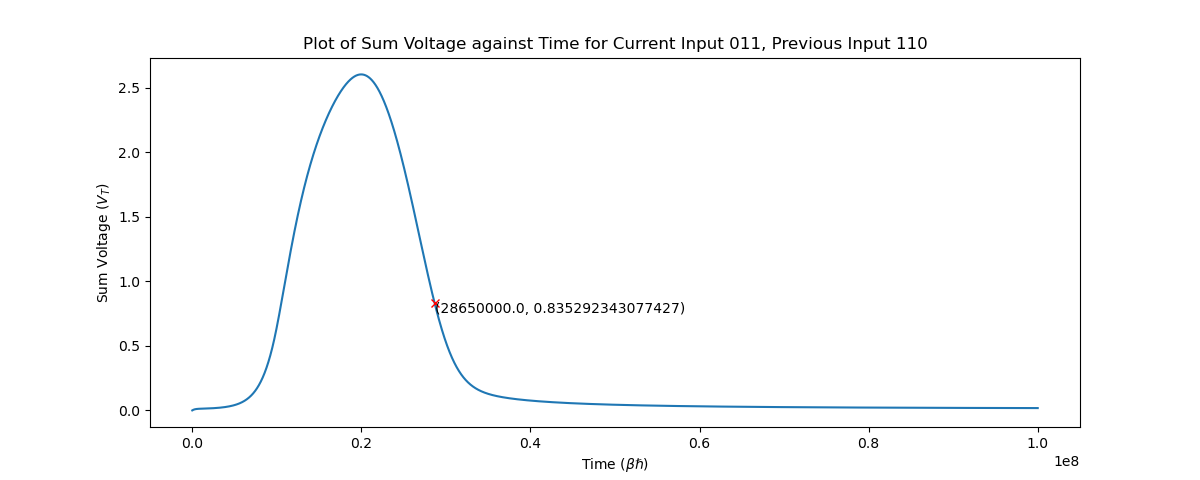 Plot of Sum Voltage against Time for Current Input 011, Previous Input 110
Sum Voltage (V_T)
2.5
2.0
1.5
1.0
0.5
0.0
(28650000.0, 0.835292343077427)
0.0 0.2 0.4 0.6 0.8 1.0
1e8
Time (βℏ)